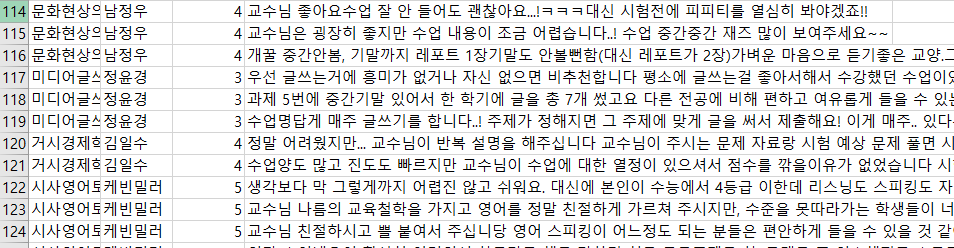 114 문화현상의 남정우 4 교수님 좋아요수업 잘 안 들어도 괜찮아요...!ㅋㅋㅋ대신 시험전에 피피티를 열심히 봐야겠죠!!
115 문화현상의 남정우 4 교수님은 굉장히 좋지만 수업 내용이 조금 어렵습니다..! 수업 중간중간 재즈 많이 보여주세요~~
116 문화현상의 남정우 4 개꿀 중간안봄, 기말까지 레포트 1장기말도 안볼뻔함(대신 레포트가 2장)가벼운 마음으로 듣기좋은 교양.그
117 미디어글쓰 정윤경 3 우선 글쓰는거에 흥미가 없거나 자신 없으면 비추천합니다 평소에 글쓰는걸 좋아서해서 수강했던 수업이었
118 미디어글쓰 정윤경 3 과제 5번에 중간기말 있어서 한 학기에 글을 총 7개 썼고요 다른 전공에 비해 편하고 여유롭게 들을 수 있는
119 미디어글쓰 정윤경 3 수업명답게 매주 글쓰기를 합니다..! 주제가 정해지면 그 주제에 맞게 글을 써서 제출해요! 이게 매주.. 있다
120 거시경제학 김일수 4 정말 어려웠지만... 교수님이 반복 설명을 해주십니다 교수님이 주시는 문제 자료랑 시험 예상 문제 풀면 시
121 거시경제학 김일수 4 수업양도 많고 진도도 빠르지만 교수님이 수업에 대한 열정이 있으셔서 점수를 깎을이유가 없었습니다 시
122 시사영어토 케빈밀러 5 생각보다 막 그렇게까지 어렵진 않고 쉬워요. 대신에 본인이 수능에서 4등급 이한데 리스닝도 스피킹도 자
123 시사영어토 케빈밀러 5 교수님 나름의 교육철학을 가지고 영어를 정말 친절하게 가르쳐 주시지만, 수준을 못따라가는 학생들이 너
124 시사영어토 케빈밀러 5 교수님 친절하시고 쁠 붙여서 주십니당 영어 스피킹이 어느정도 되는 분들은 편안하게 들을 수 있을 것 같